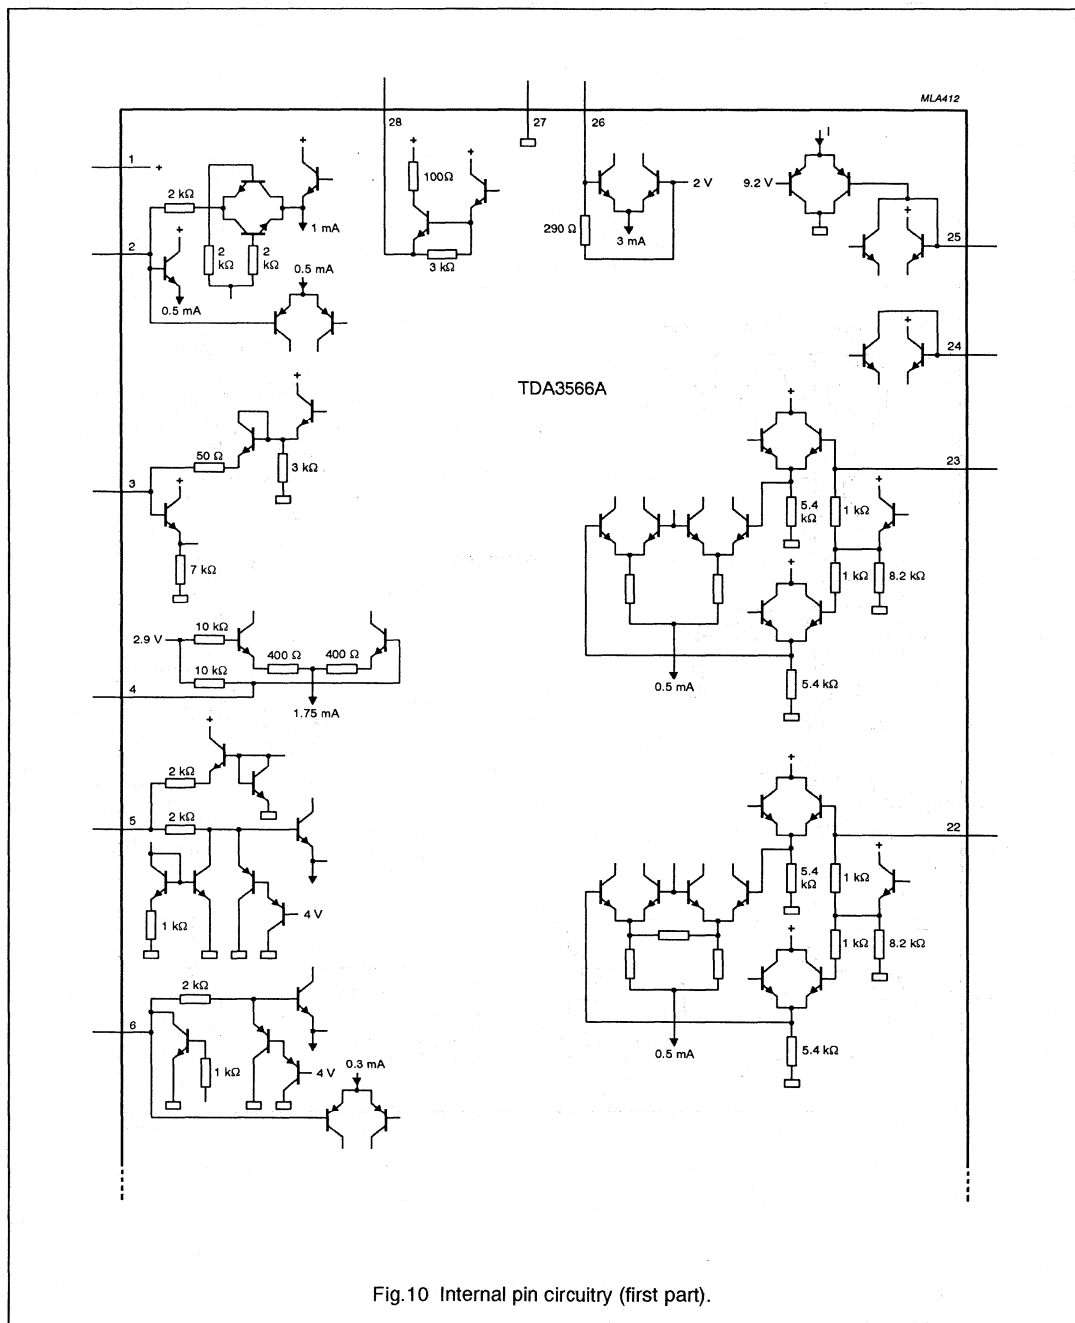 MLA412
28
27
26
1
+
+
+
+
I
2 kΩ
100Ω
2 V
9.2 V
1 mA
290 Ω
3 mA
+
+
25
2
2 kΩ
2 kΩ
3 kΩ
0.5 mA
0.5 mA
+
24
TDA3566A
+
+
50 Ω
3 kΩ
23
3
+
+
5.4 kΩ
1 kΩ
7 kΩ
+
1 kΩ
8.2 kΩ
2.9 V
10 kΩ
400 Ω
400 Ω
10 kΩ
4
1.75 mA
0.5 mA
5.4 kΩ
+
+
2 kΩ
5
2 kΩ
22
+
5.4 kΩ
1 kΩ
1 kΩ
4 V
+
1 kΩ
8.2 kΩ
+
2 kΩ
6
1 kΩ
4 V
0.3 mA
0.5 mA
5.4 kΩ
Fig.10 Internal pin circuitry (first part).